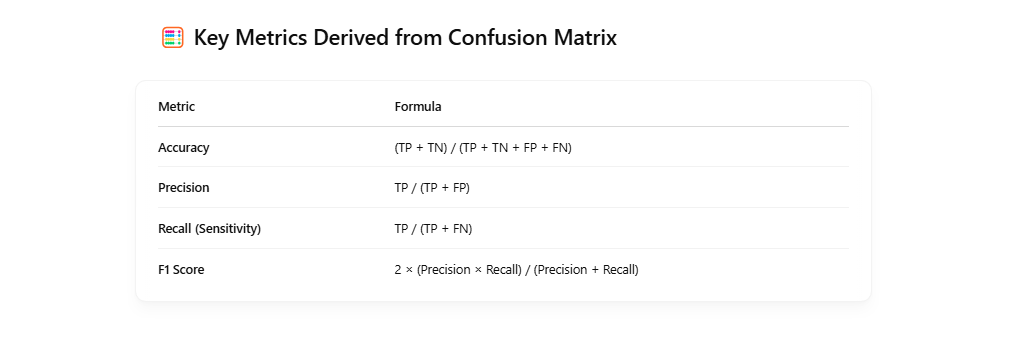 Key Metrics Derived from Confusion Matrix
Metric Formula
Accuracy (TP + TN) / (TP + TN + FP + FN)
Precision TP / (TP + FP)
Recall (Sensitivity) TP / (TP + FN)
F1 Score 2 × (Precision × Recall) / (Precision + Recall)